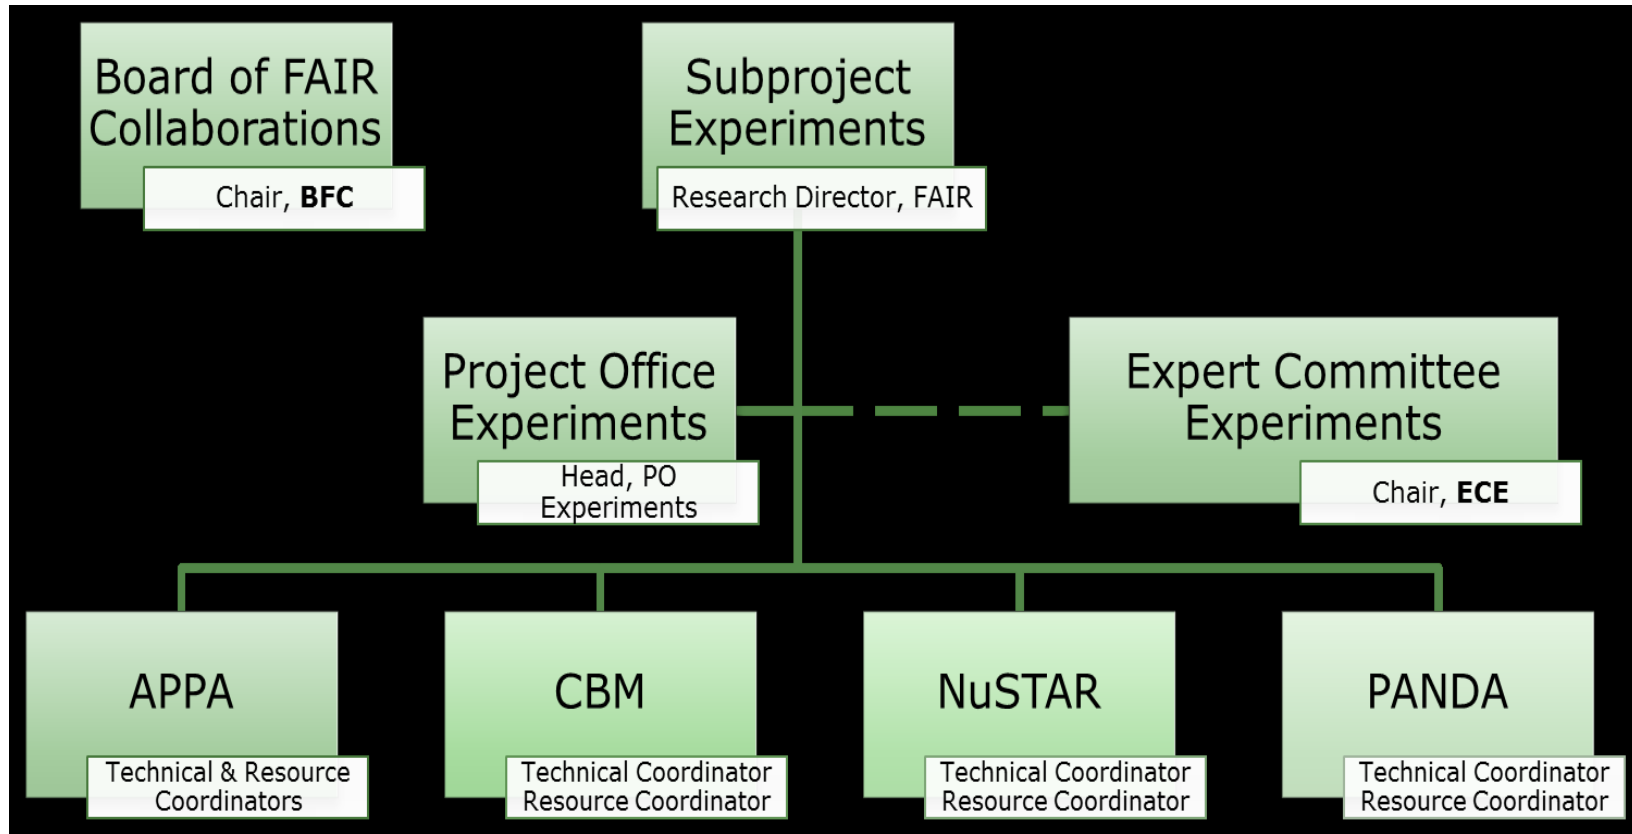 Board of FAIR
Collaborations
Chair, BFC
Subproject
Experiments
Research Director, FAIR
Project Office
Experiments
Head, PO
Experiments
Expert Committee
Experiments
Chair, ECE
APPA
Technical & Resource
Coordinators
CBM
Technical Coordinator
Resource Coordinator
NuSTAR
Technical Coordinator
Resource Coordinator
PANDA
Technical Coordinator
Resource Coordinator